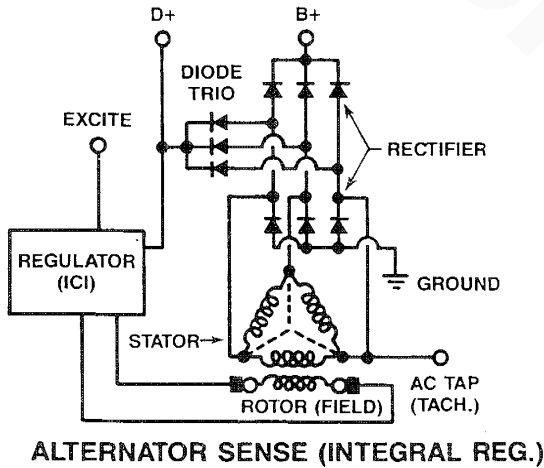 D+
B+
DIODE
TRIO
EXCITE
RECTIFIER
REGULATOR
(ICI)
GROUND
STATOR
AC TAP
(TACH.)
ROTOR (FIELD)
ALTERNATOR SENSE (INTEGRAL REG.)